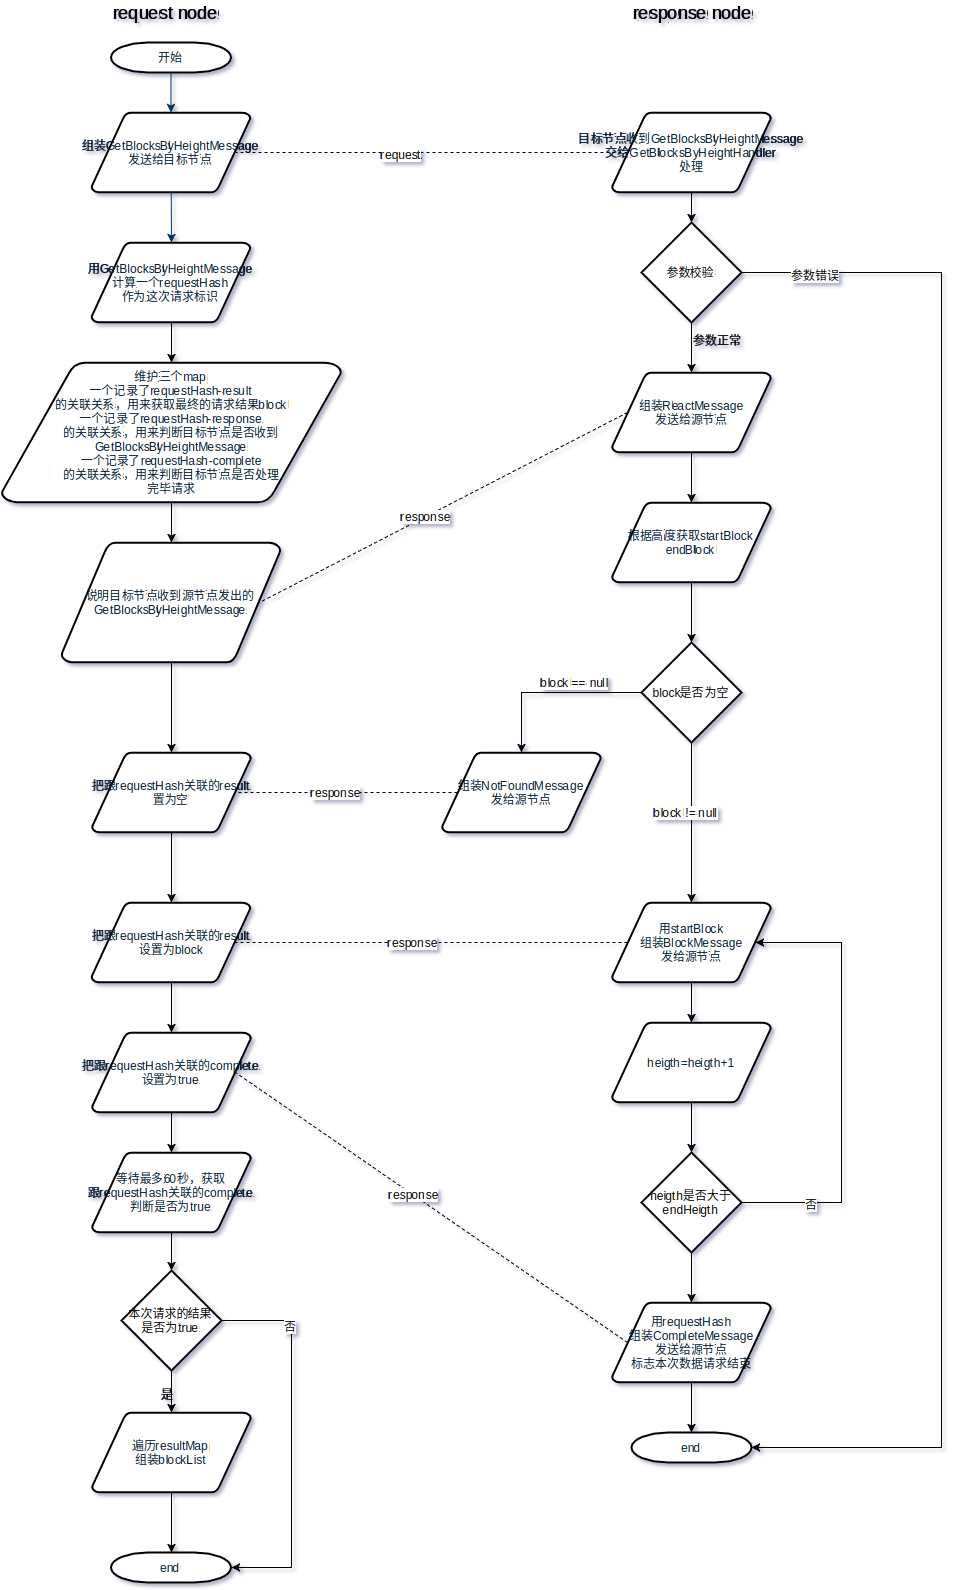 request node
response node
开始
组装GetBlocksByHeightMessage
发送给目标节点
request
目标节点收到GetBlocksByHeightMessage
交给GetBlocksByHeightHandler
处理
用GetBlocksByHeightMessage
计算一个requestHash
作为这次请求标识
参数校验
参数错误
参数正常
维护三个map
一个记录了requestHash-result
的关联关系，用来获取最终的请求结果block
一个记录了requestHash-response
的关联关系，用来判断目标节点是否收到
GetBlocksByHeightMessage
一个记录了requestHash-complete
的关联关系，用来判断目标节点是否处理
完毕请求
组装ReactMessage
发送给源节点
response
根据高度获取startBlock
endBlock
说明目标节点收到源节点发出的
GetBlocksByHeightMessage
block是否为空
block == null
把跟requestHash关联的result
置为空
response
组装NotFoundMessage
发给源节点
block != null
把跟requestHash关联的result
设置为block
response
用startBlock
组装BlockMessage
发给源节点
把跟requestHash关联的complete
设置为true
heigth=heigth+1
等待最多60秒，获取
跟requestHash关联的complete
判断是否为true
response
heigth是否大于
endHeigth
否
本次请求的结果
是否为true
否
是
用requestHash
组装CompleteMessage
发送给源节点
标志本次数据请求结束
遍历resultMap
组装blockList
end
end